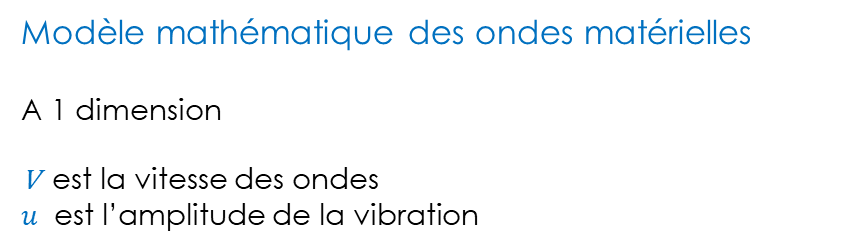 Modèle mathématique des ondes matérielles
A 1 dimension
V est la vitesse des ondes
u est l’amplitude de la vibration